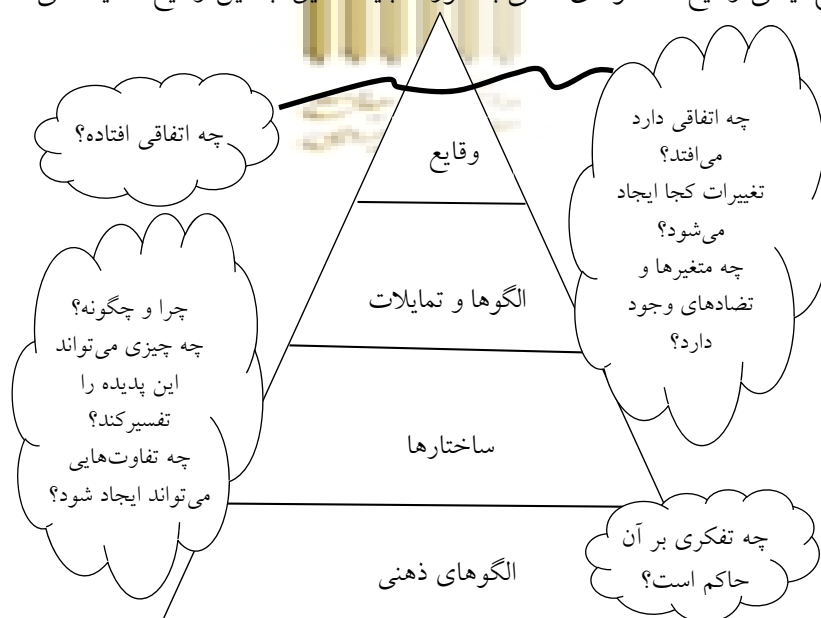 چه اتفاقی افتاده؟
وقایع
چه اتفاقی دارد
می‌افتد؟
تغییرات کجا ایجاد
می‌شود؟
چه متغیرها و
تضادهای وجود
دارد؟
الگوها و تمایلات
چرا و چگونه؟
چه چیزی می‌تواند
این پدیده را
تفسیرکند؟
چه تفاوت‌هایی
می‌تواند ایجاد شود؟
ساختارها
چه تفکری بر آن
حاکم است؟
الگوهای ذهنی